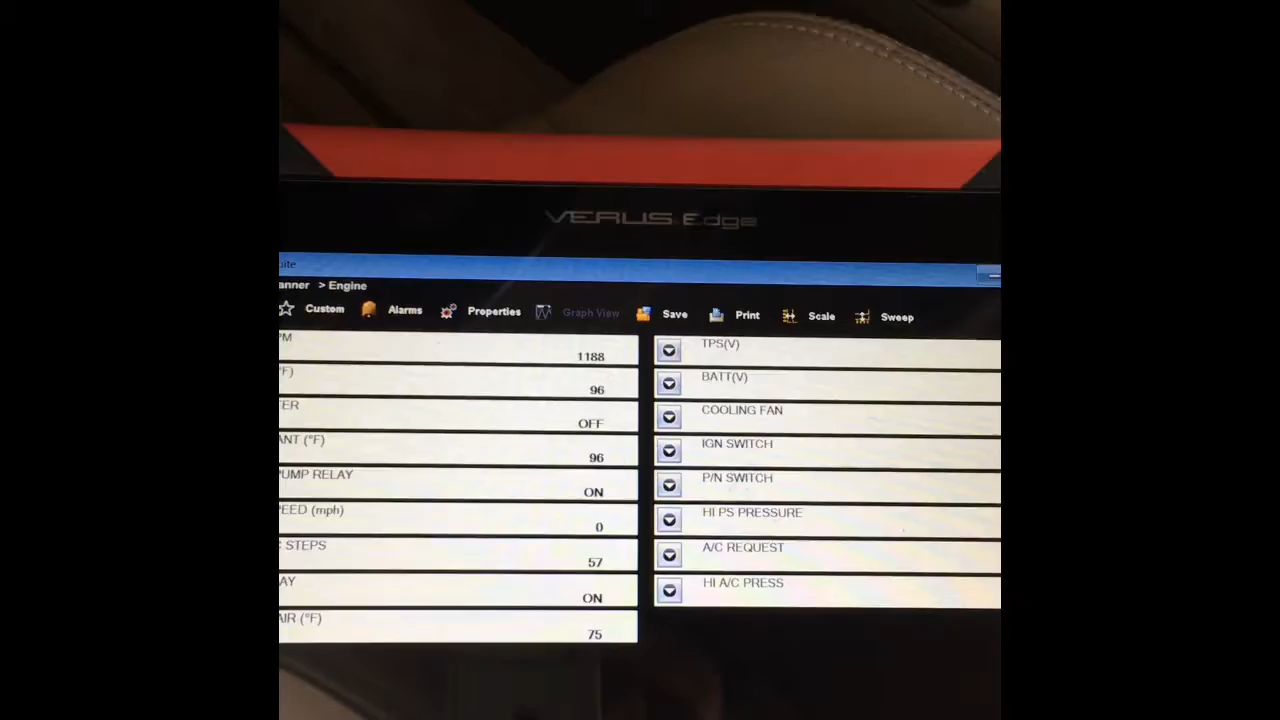 VERUS Edge
uite
anner > Engine
Custom Alarms Properties Graph View Save Print Scale Sweep
PM 1188
°F) 96
TER OFF
ANT (°F) 96
PUMP RELAY ON
PEED (mph) 0
C STEPS 57
AY ON
AIR (°F) 75
TPS(V)
BATT(V)
COOLING FAN
IGN SWITCH
P/N SWITCH
HI PS PRESSURE
A/C REQUEST
HI A/C PRESS